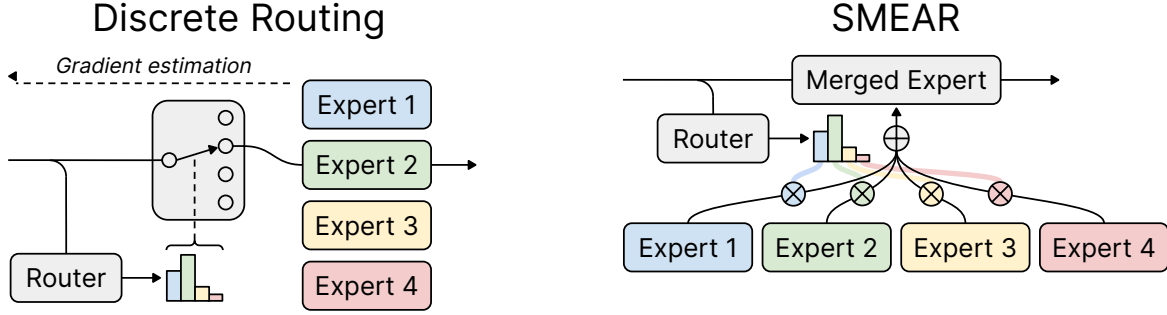 Discrete Routing
Gradient estimation
Expert 1
Expert 2
Expert 3
Expert 4
Router
SMEAR
Merged Expert
Router
Expert 1
Expert 2
Expert 3
Expert 4